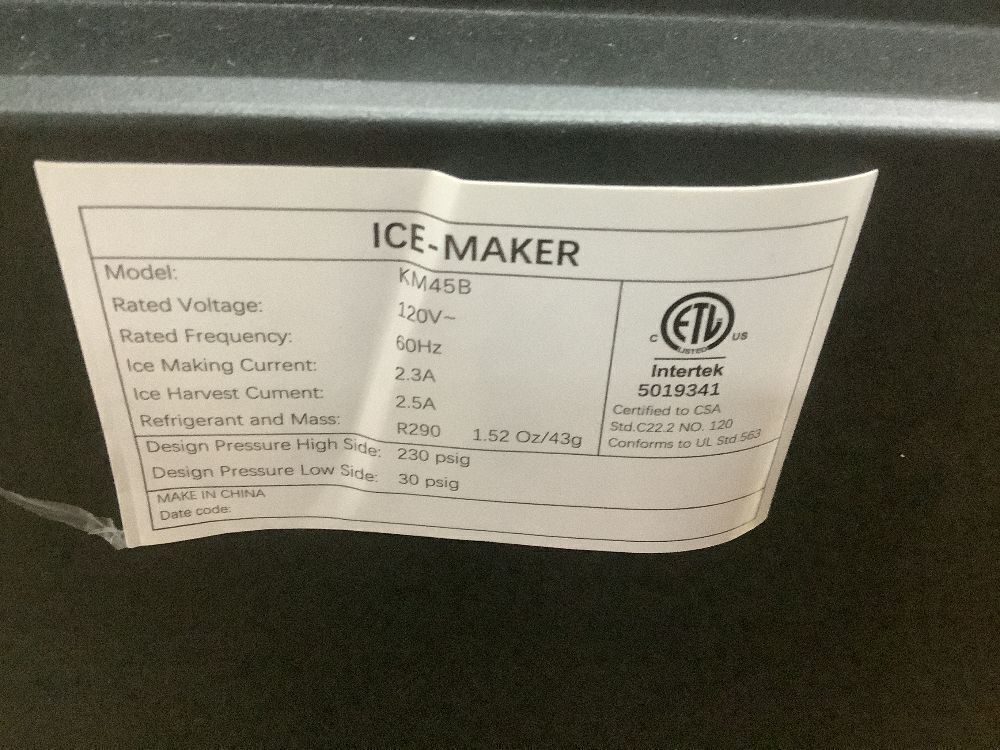 ICE-MAKER
Model: KM45B
Rated Voltage: 120V~
Rated Frequency: 60Hz
Ice Making Current: 2.3A
Ice Harvest Cument: 2.5A
Refrigerant and Mass: R290 1.52 Oz/43g
C ETL US
LISTED
Intertek
5019341
Certified to CSA
Std.C22.2 NO. 120
Conforms to UL Std.563
Design Pressure High Side: 230 psig
Design Pressure Low Side: 30 psig
MAKE IN CHINA
Date code: